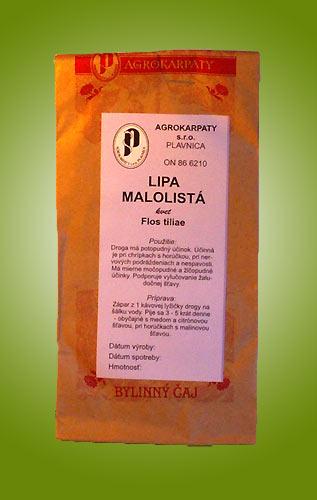 AGROKARPATY
AGROKARPATY
s.r.o.
PLAVNICA
ON 86 6210
LIPA
MALOLISTÁ
kvet
Flos tiliae
Použitie:
Droga má potopudný účinok. Účinná
je pri chrípkach s horúčkou, pri ner-
vových podráždeniach a nespavosti.
Má mierne močopudné a žlčopudné
účinky. Podporuje vylučovanie žalu-
dočnej šťavy.
Príprava:
Zápar z 1 kávovej lyžičky drogy na
šálku vody. Pije sa 3 - 5 krát denne
- obyčajné s medom a citrónovou
šťavou, pri horúčkach s malinovou
šťavou.
Dátum výroby:
Dátum spotreby:
Hmotnosť:
BYLINNÝ ČAJ